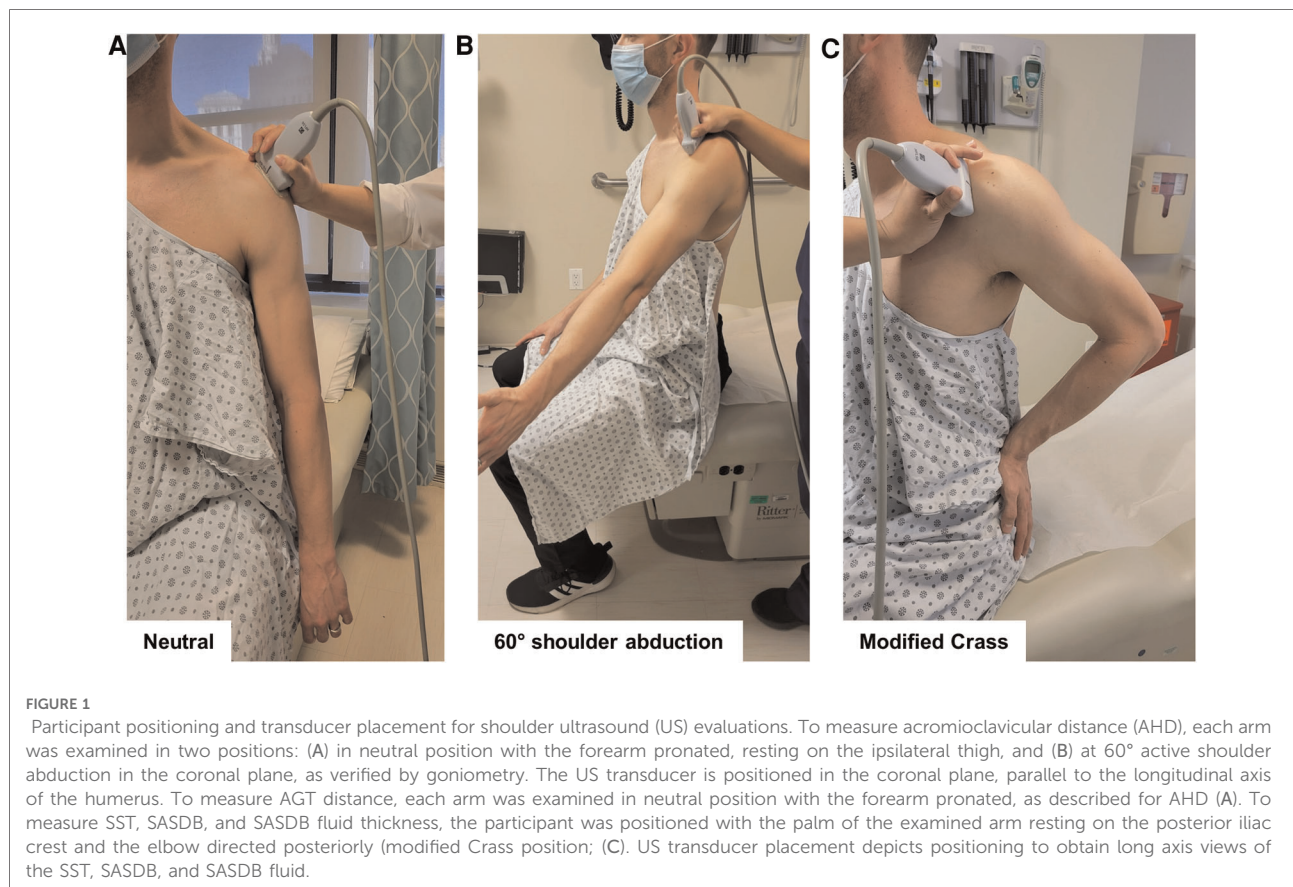 A
B
C
Ritter
Neutral
60° shoulder abduction
Modified Crass
FIGURE 1
Participant positioning and transducer placement for shoulder ultrasound (US) evaluations. To measure acromioclavicular distance (AHD), each arm
was examined in two positions: (A) in neutral position with the forearm pronated, resting on the ipsilateral thigh, and (B) at 60° active shoulder
abduction in the coronal plane, as verified by goniometry. The US transducer is positioned in the coronal plane, parallel to the longitudinal axis
of the humerus. To measure AGT distance, each arm was examined in neutral position with the forearm pronated, as described for AHD (A). To
measure SST, SASDB, and SASDB fluid thickness, the participant was positioned with the palm of the examined arm resting on the posterior iliac
crest and the elbow directed posteriorly (modified Crass position; (C). US transducer placement depicts positioning to obtain long axis views of
the SST, SASDB, and SASDB fluid.